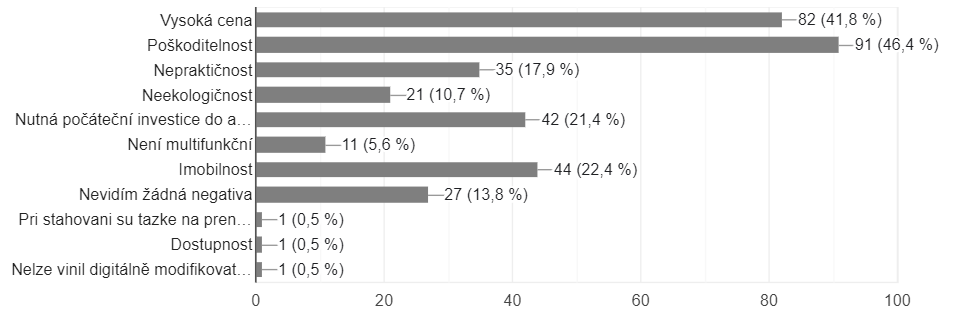 Vysoká cena 82 (41,8 %)
Poškoditelnost 91 (46,4 %)
Nepraktičnost 35 (17,9 %)
Neekologičnost 21 (10,7 %)
Nutná počáteční investice do a… 42 (21,4 %)
Není multifunkční 11 (5,6 %)
Imobilnost 44 (22,4 %)
Nevidím žádná negativa 27 (13,8 %)
Pri stahovani su tazke na pren… 1 (0,5 %)
Dostupnost 1 (0,5 %)
Nelze vinil digitálně modifikovat… 1 (0,5 %)
0 20 40 60 80 100